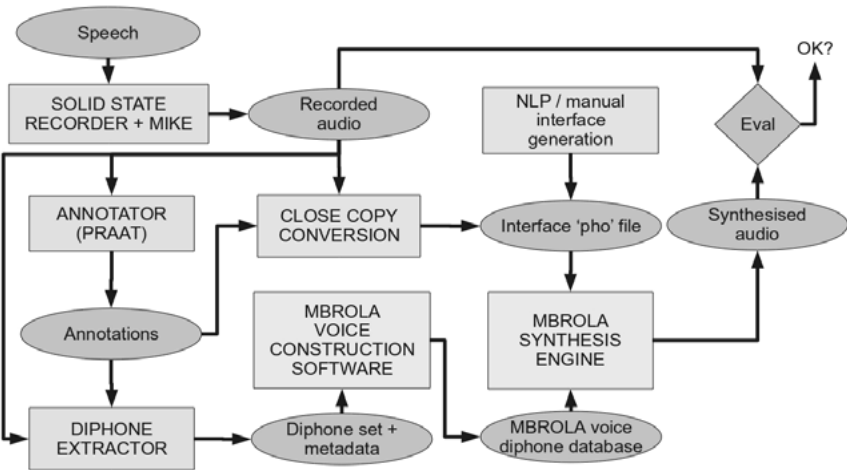 Speech
OK?
SOLID STATE
RECORDER + MIKE
Recorded
audio
NLP / manual
interface
generation
Eval
ANNOTATOR
(PRAAT)
CLOSE COPY
CONVERSION
Interface ‘pho’ file
Synthesised
audio
Annotations
MBROLA
VOICE
CONSTRUCTION
SOFTWARE
MBROLA
SYNTHESIS
ENGINE
DIPHONE
EXTRACTOR
Diphone set +
metadata
MBROLA voice
diphone database